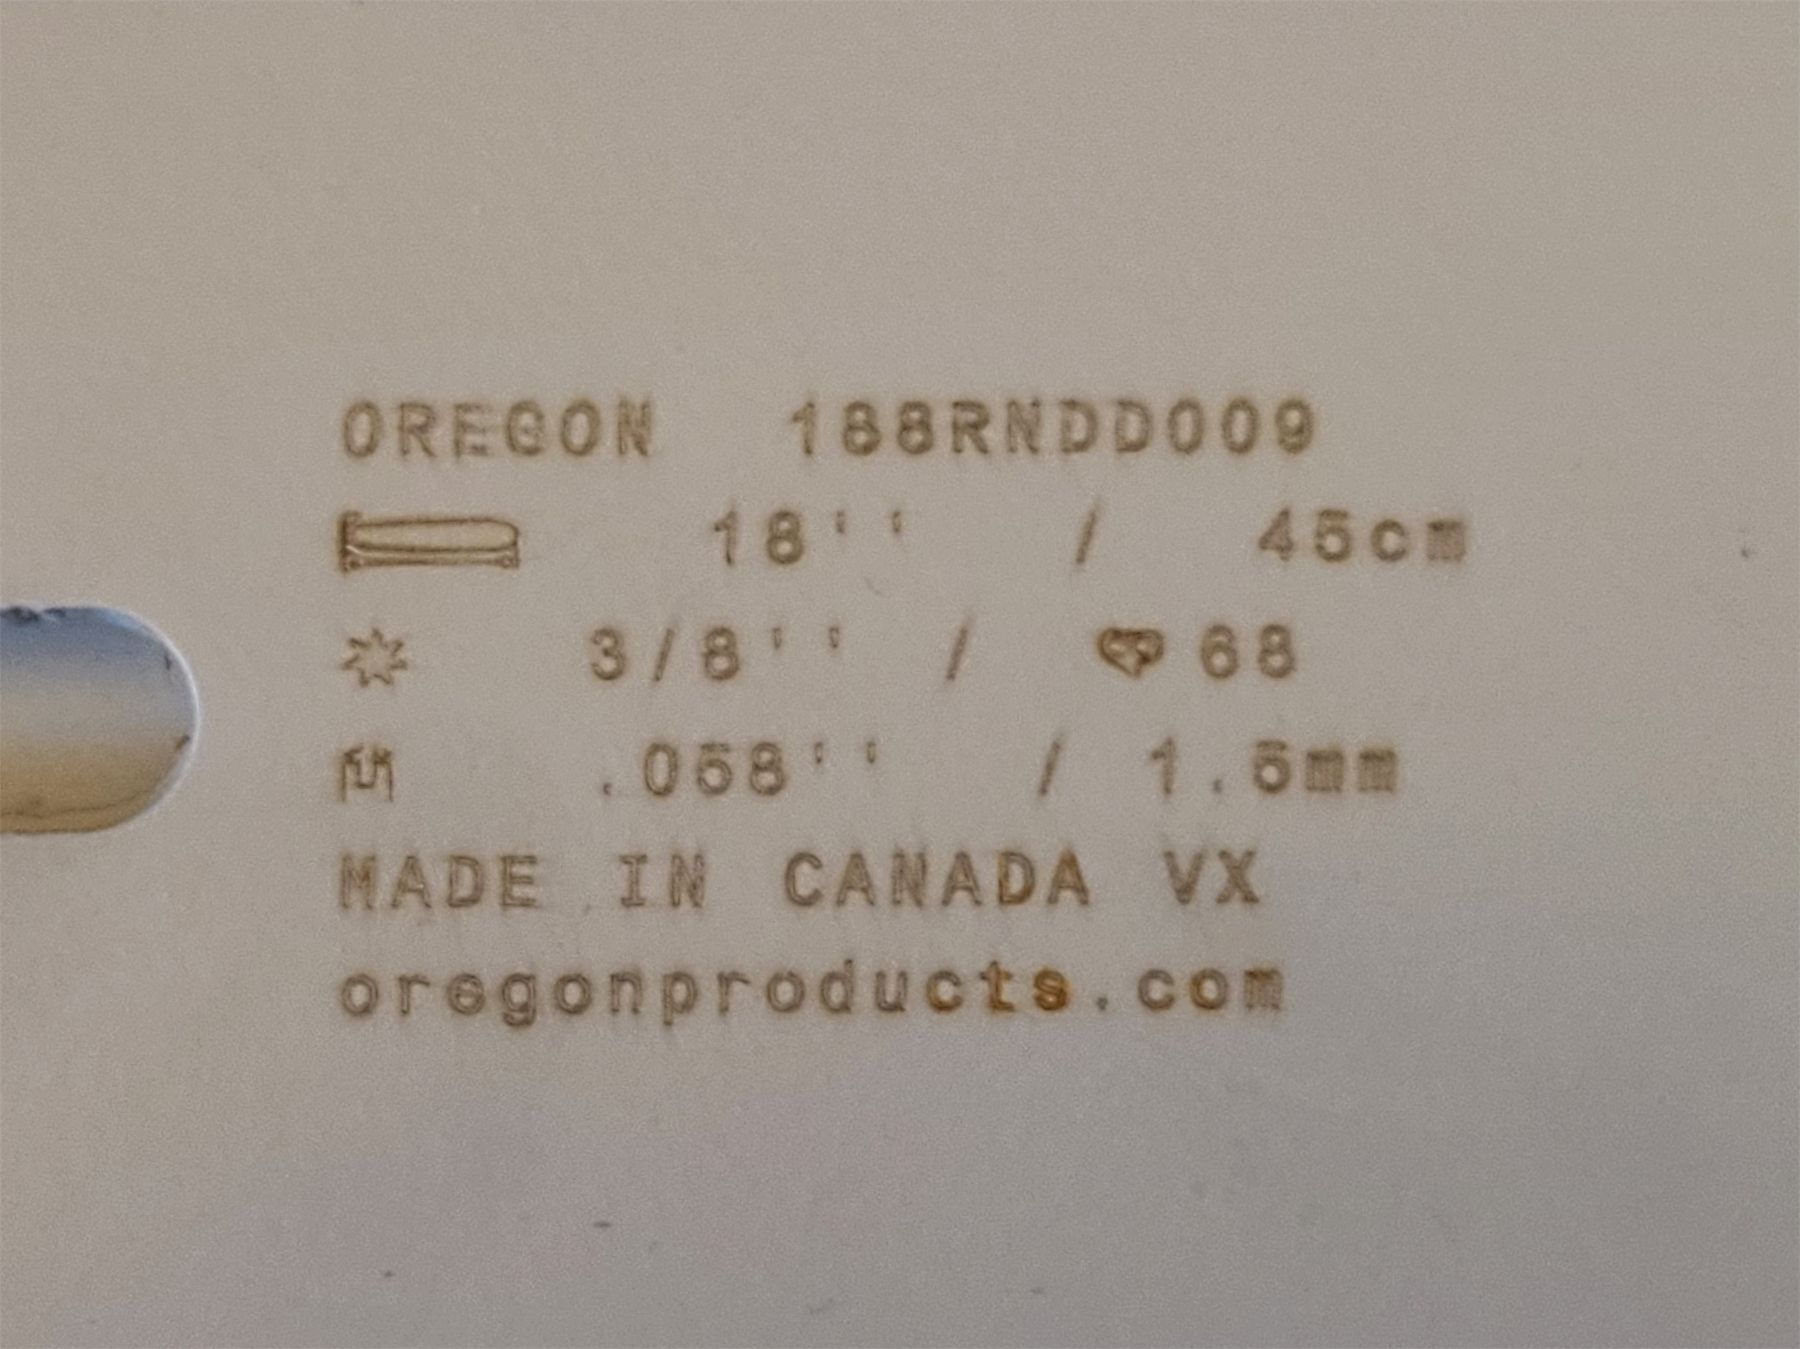 OREGON 188RNDD009
18'' / 45cm
3/8'' / 68
.058'' / 1.5mm
MADE IN CANADA VX
oregonproducts.com